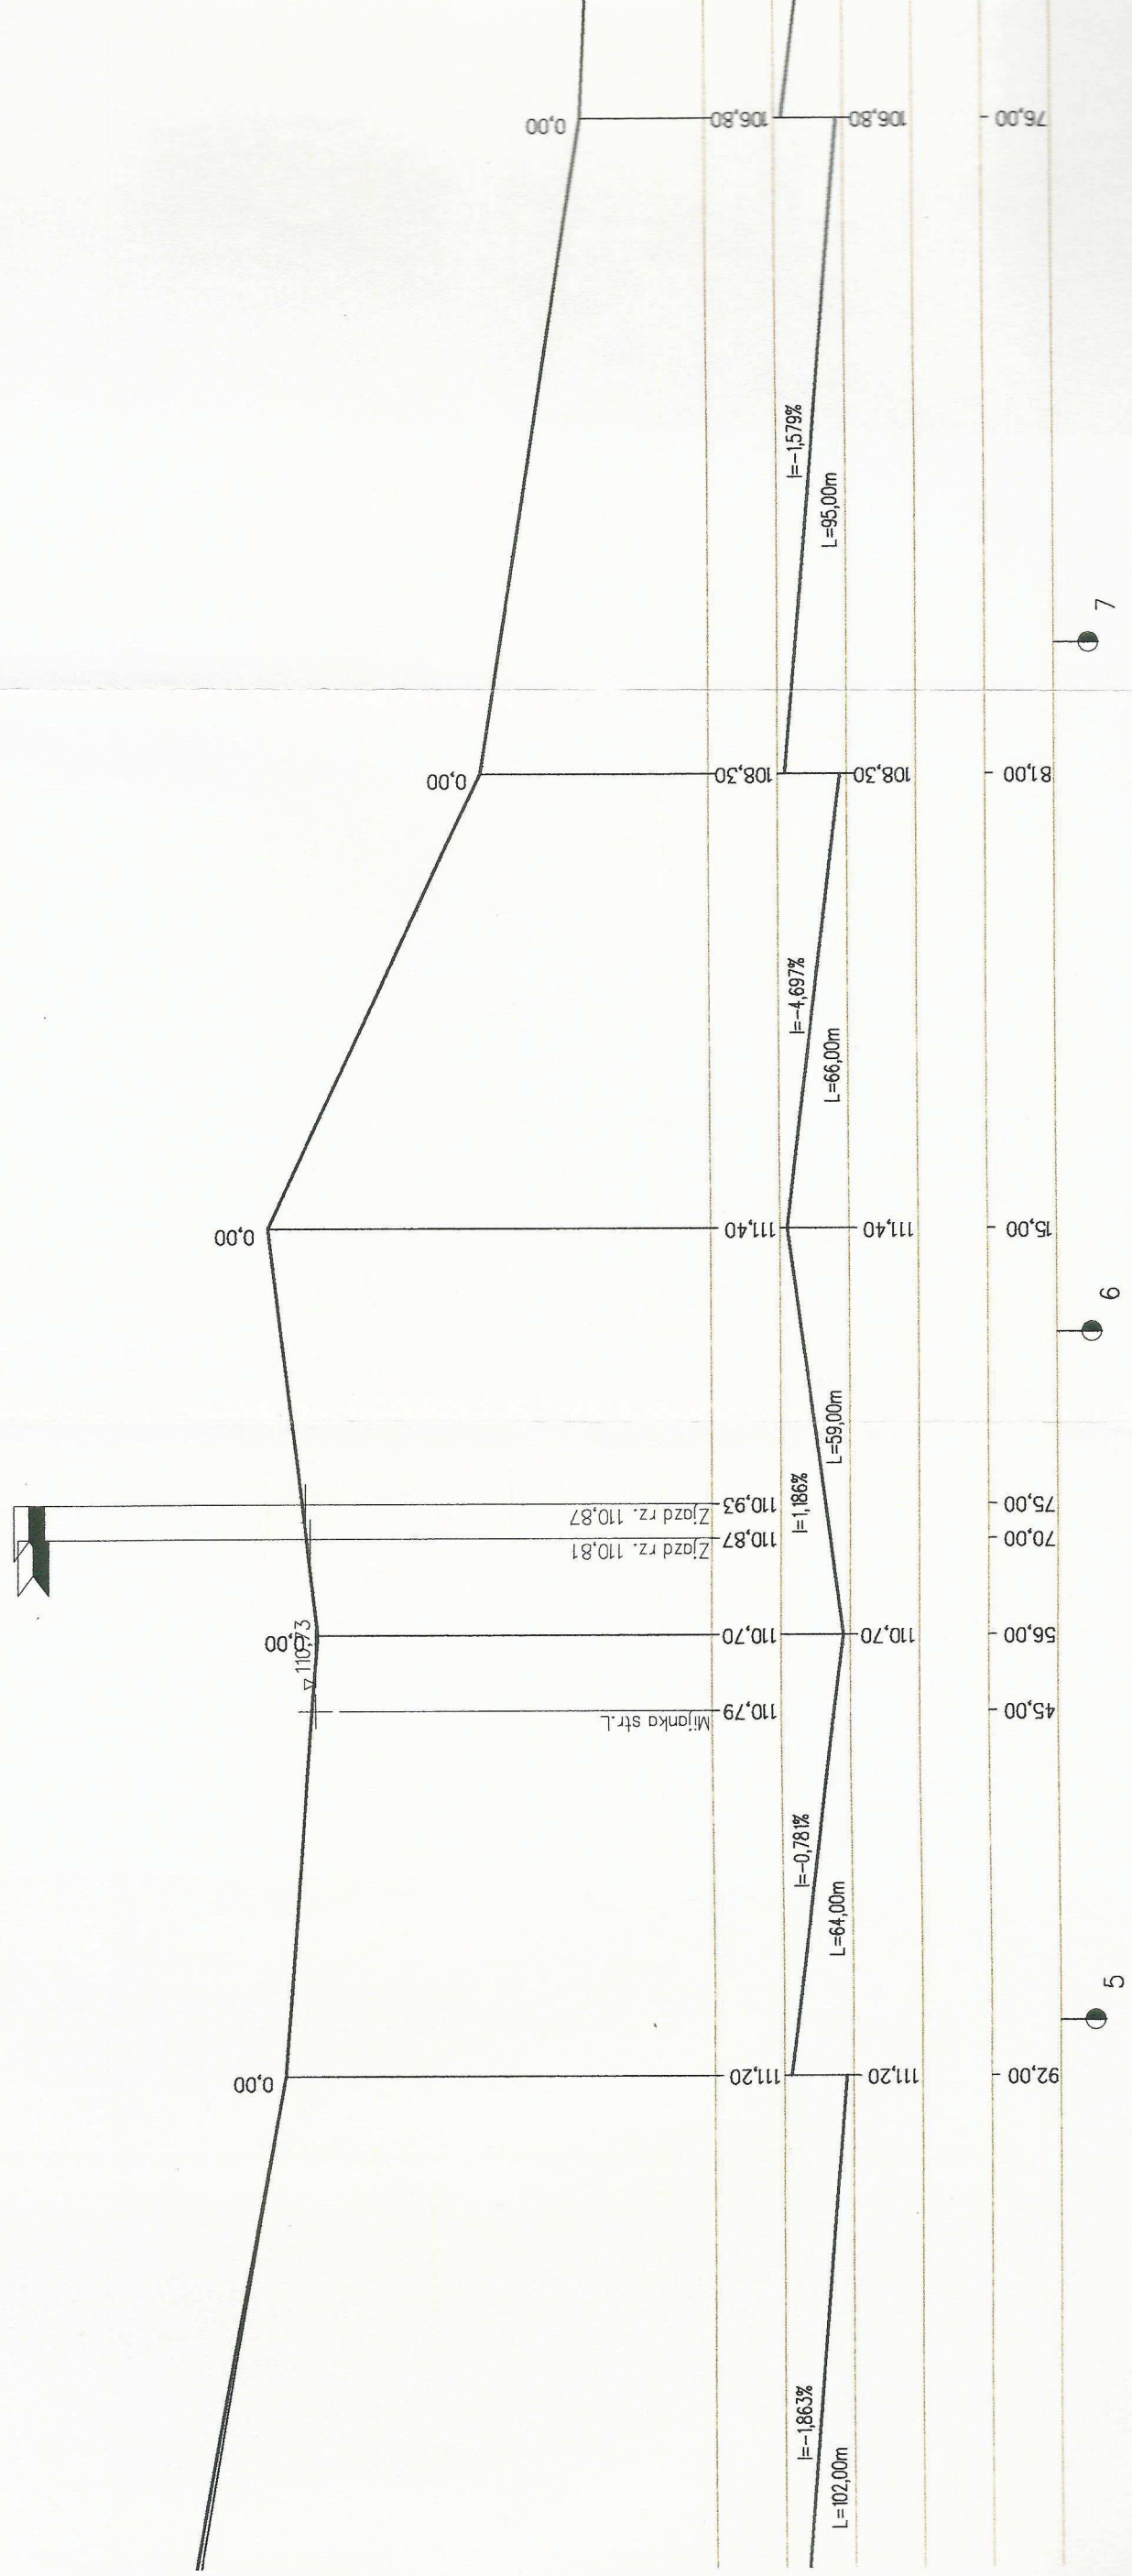 0,00
0,00
0,00
0,00
0,00
▽ 110,73
Mijanka str.L
Zjazd rz. 110,81
Zjazd rz. 110,87
111,20
110,79
110,70
110,87
110,93
111,40
108,30
106,80
I=-1,863%
L=102,00m
I=-0,781%
L=64,00m
I=1,186%
L=59,00m
I=-4,697%
L=66,00m
I=-1,579%
L=95,00m
111,20
110,70
111,40
108,30
106,80
92,00
45,00
56,00
70,00
75,00
15,00
81,00
76,00
5
6
7